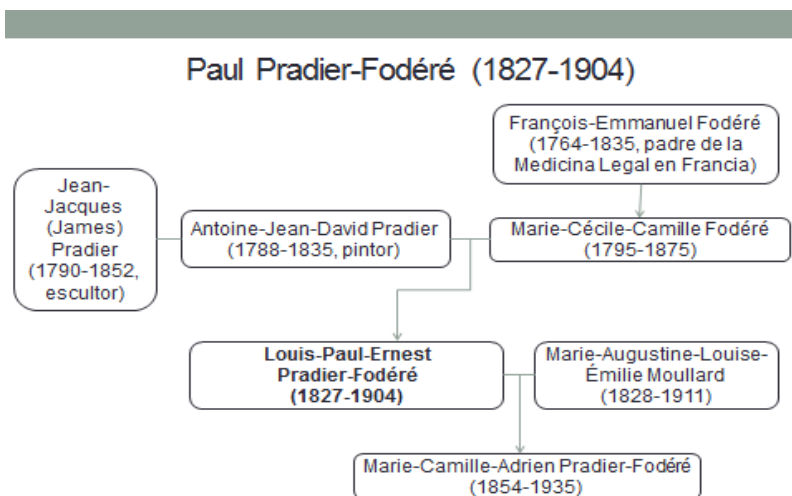 Paul Pradier-Fodéré (1827-1904)
François-Emmanuel Fodéré
(1764-1835, padre de la
Medicina Legal en Francia)
Jean-
Jacques
(James)
Pradier
(1790-1852,
escultor)
Antoine-Jean-David Pradier
(1788-1835, pintor)
Marie-Cécile-Camille Fodéré
(1795-1875)
Louis-Paul-Ernest
Pradier-Fodéré
(1827-1904)
Marie-Augustine-Louise-
Émilie Moullard
(1828-1911)
Marie-Camille-Adrien Pradier-Fodéré
(1854-1935)